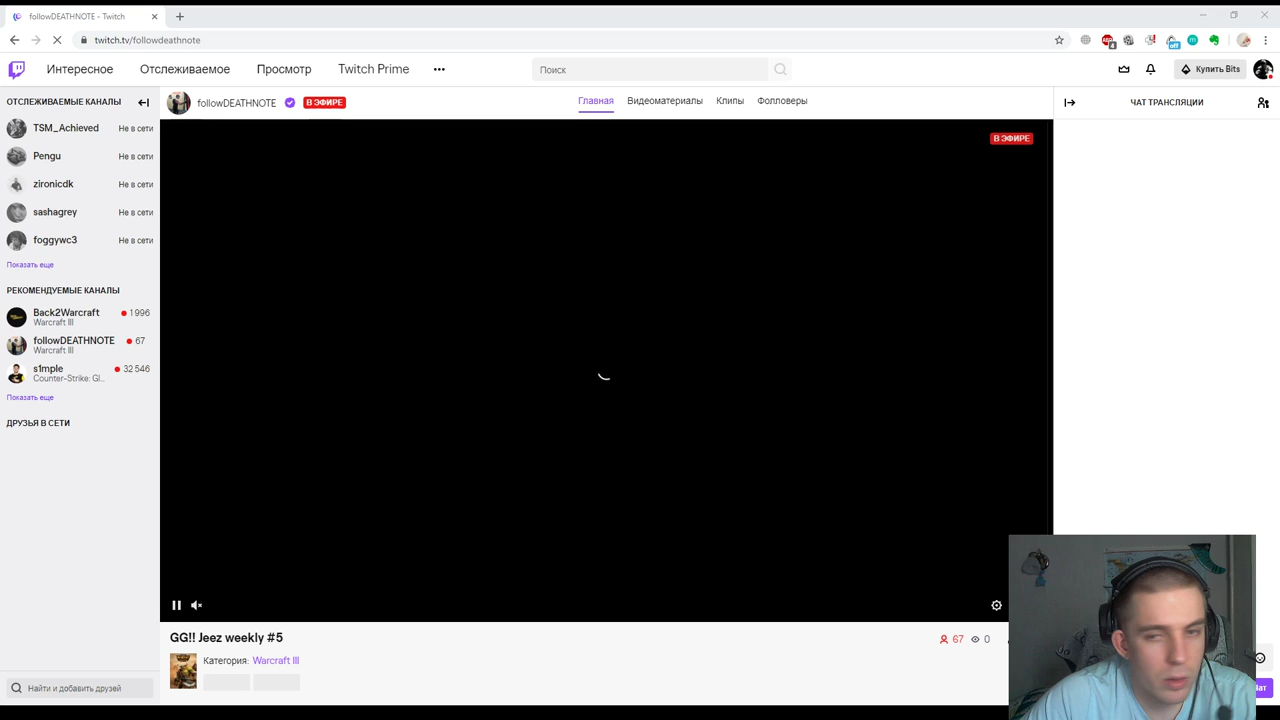 followDEATHNOTE - Twitch
twitch.tv/followdeathnote
4
off
Интересное
Отслеживаемое
Просмотр
Twitch Prime
Поиск
Купить Bits
ОТСЛЕЖИВАЕМЫЕ КАНАЛЫ
followDEATHNOTE
В ЭФИРЕ
Главная
Видеоматериалы
Клипы
Фолловеры
ЧАТ ТРАНСЛЯЦИИ
TSM_Achieved Не в сети
Pengu Не в сети
zironicdk Не в сети
sashagrey Не в сети
foggywc3 Не в сети
Показать еще
РЕКОМЕНДУЕМЫЕ КАНАЛЫ
Back2Warcraft 1 996
Warcraft III
followDEATHNOTE 67
Warcraft III
s1mple 32 546
Counter-Strike: Gl...
Показать еще
ДРУЗЬЯ В СЕТИ
Найти и добавить друзей
В ЭФИРЕ
GG!! Jeez weekly #5
67 0
Категория: Warcraft III